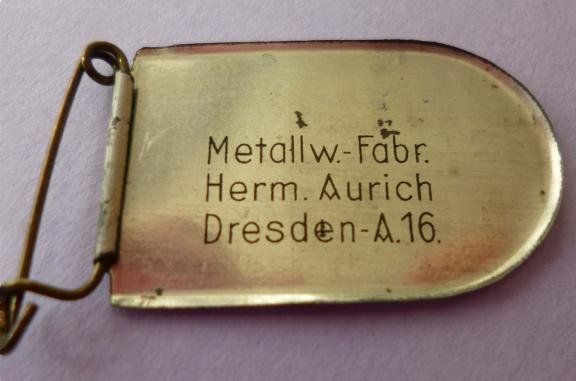 Metallw.-Fabr.
Herm. Aurich
Dresden-A.16.